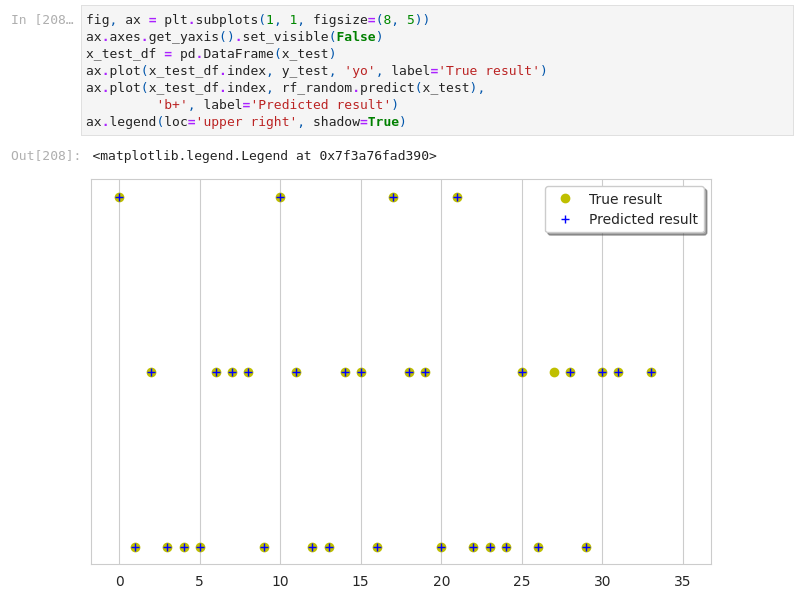 In [208…
fig, ax = plt.subplots(1, 1, figsize=(8, 5))
ax.axes.get_yaxis().set_visible(False)
x_test_df = pd.DataFrame(x_test)
ax.plot(x_test_df.index, y_test, 'yo', label='True result')
ax.plot(x_test_df.index, rf_random.predict(x_test),
'b+', label='Predicted result')
ax.legend(loc='upper right', shadow=True)
Out[208]: <matplotlib.legend.Legend at 0x7f3a76fad390>
True result
Predicted result
0 5 10 15 20 25 30 35